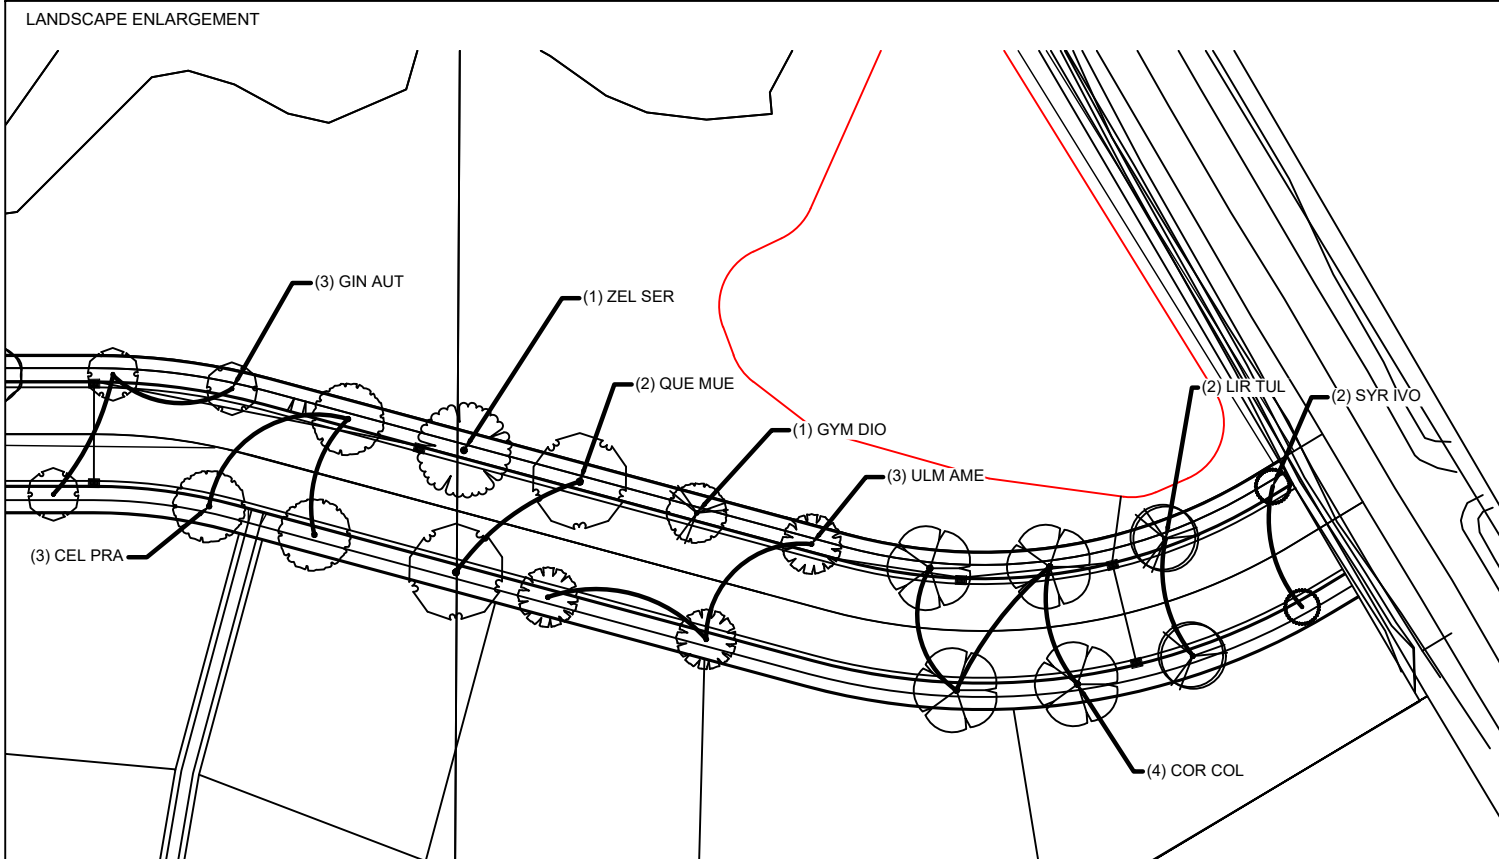 LANDSCAPE ENLARGEMENT
(3) GIN AUT
(1) ZEL SER
(2) QUE MUE
(2) LIR TUL
(2) SYR IVO
(1) GYM DIO
(3) ULM AME
(3) CEL PRA
(4) COR COL